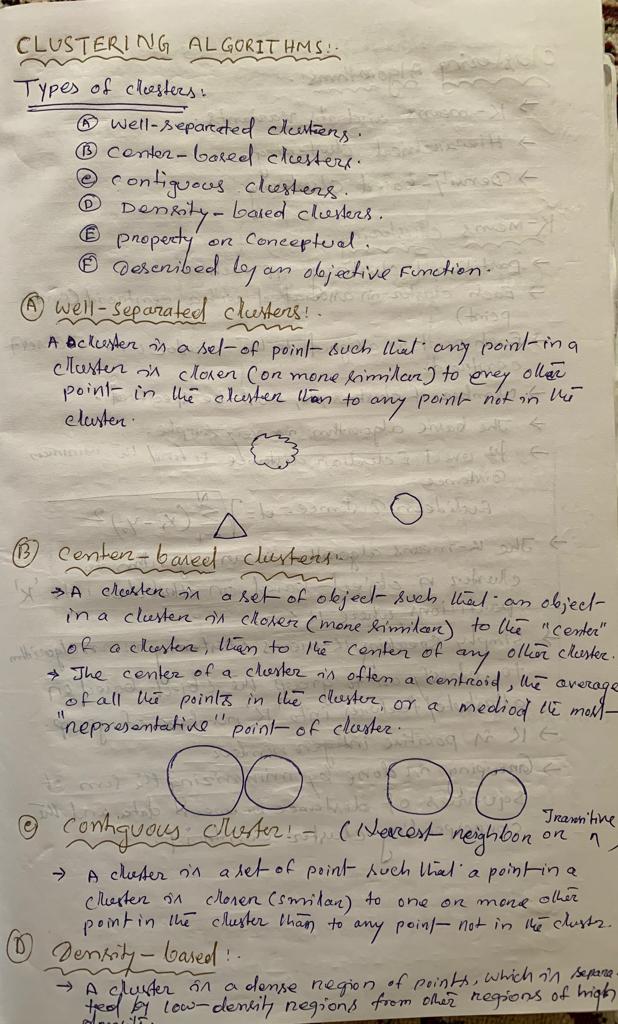 CLUSTERING ALGORITHMS:-
Types of clusters:
Ⓐ Well-separated clusters.
Ⓑ Center-based clusters.
Ⓒ Contiguous clusters.
Ⓓ Density-based clusters.
Ⓔ Property or Conceptual.
Ⓕ Described by an objective Function.
Ⓐ Well-separated clusters:-
A cluster is a set of point such that any point in a
cluster is closer (or more similar) to every other
point in the cluster than to any point not in the
cluster.
Ⓑ Center-based clusters:-
→ A cluster is a set of object such that an object
in a cluster is closer (more similar) to the "center"
of a cluster, than to the center of any other cluster.
→ The center of a cluster is often a centroid, the average
of all the points in the cluster, or a mediod the most
"representative" point of cluster.
Ⓒ Contiguous cluster:- (Nearest neighbor or Transitive)
→ A cluster is a set of point such that a point in a
cluster is closer (similar) to one or more other
point in the cluster than to any point not in the cluster.
Ⓓ Density-based:-
→ A cluster is a dense region of points, which is separa-
ted by low-density regions from other regions of high